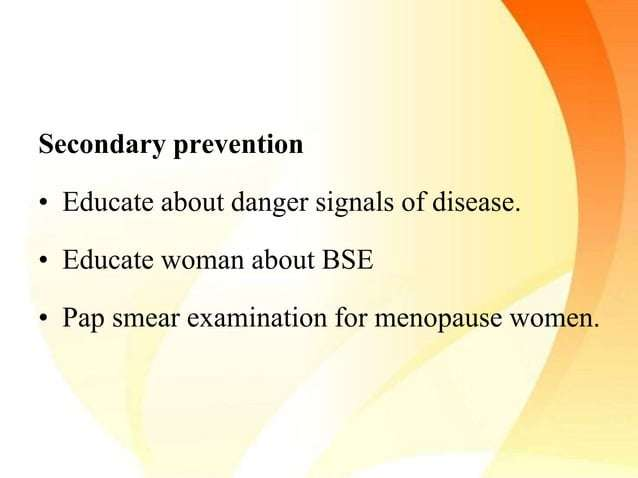 Secondary prevention
• Educate about danger signals of disease.
• Educate woman about BSE
• Pap smear examination for menopause women.